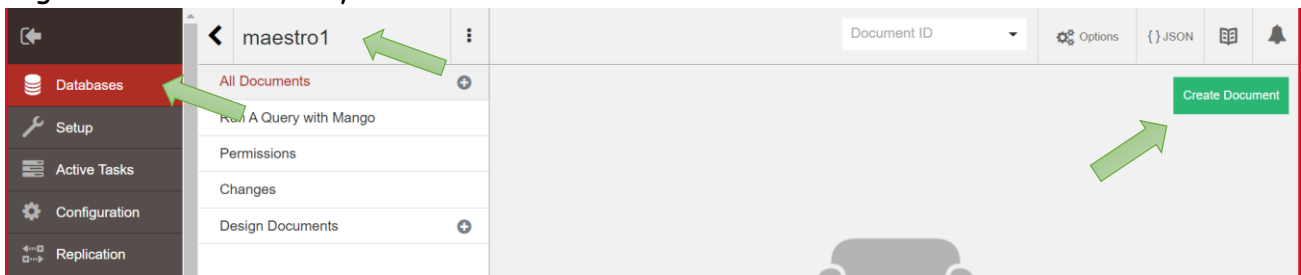 maestro1
Document ID
Options
{ } JSON
Databases
Setup
Active Tasks
Configuration
Replication
All Documents
Run A Query with Mango
Permissions
Changes
Design Documents
Create Document